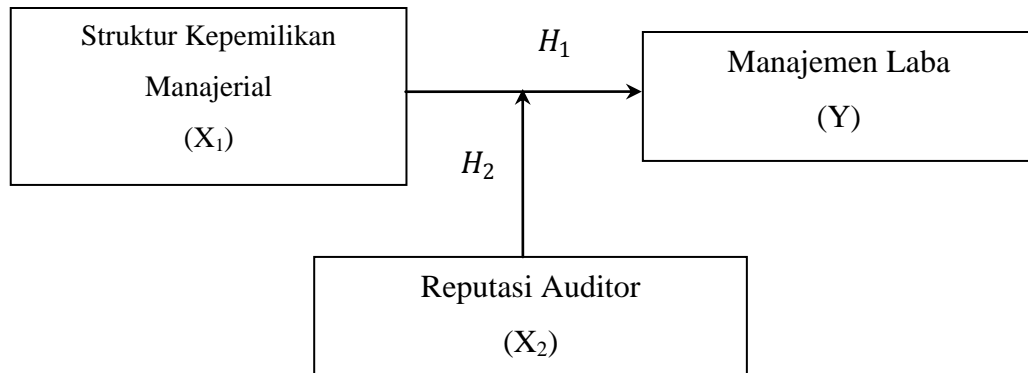 Struktur Kepemilikan
Manajerial
(X₁)
H₁
Manajemen Laba
(Y)
H₂
Reputasi Auditor
(X₂)